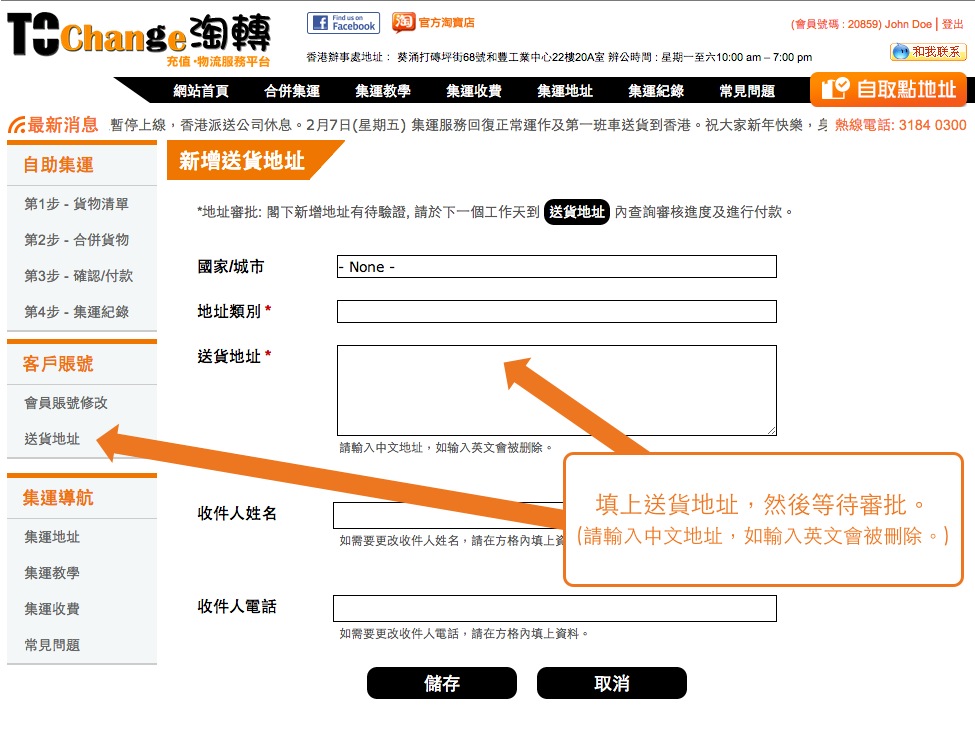 TOChange淘轉
充值·物流服務平台
Find us on Facebook
淘 官方淘寶店
(會員號碼 : 20859) John Doe | 登出
香港辦事處地址： 葵涌打磚坪街68號和豐工業中心22樓20A室 辦公時間 : 星期一至六10:00 am – 7:00 pm
和我联系
網站首頁 合併集運 集運教學 集運收費 集運地址 集運紀錄 常見問題
自取點地址
最新消息 暫停上線，香港派送公司休息。2月7日(星期五) 集運服務回復正常運作及第一班車送貨到香港。祝大家新年快樂，身
熱線電話: 3184 0300
自助集運
第1步 - 貨物清單
第2步 - 合併貨物
第3步 - 確認/付款
第4步 - 集運紀錄
客戶賬號
會員賬號修改
送貨地址
集運導航
集運地址
集運教學
集運收費
常見問題
新增送貨地址
*地址審批: 閣下新增地址有待驗證, 請於下一個工作天到 送貨地址 內查詢審核進度及進行付款。
國家/城市
- None -
地址類別 *
送貨地址 *
請輸入中文地址，如輸入英文會被刪除。
填上送貨地址，然後等待審批。
(請輸入中文地址，如輸入英文會被刪除。)
收件人姓名
如需要更改收件人姓名，請在方格內填上
收件人電話
如需要更改收件人電話，請在方格內填上資料。
儲存
取消